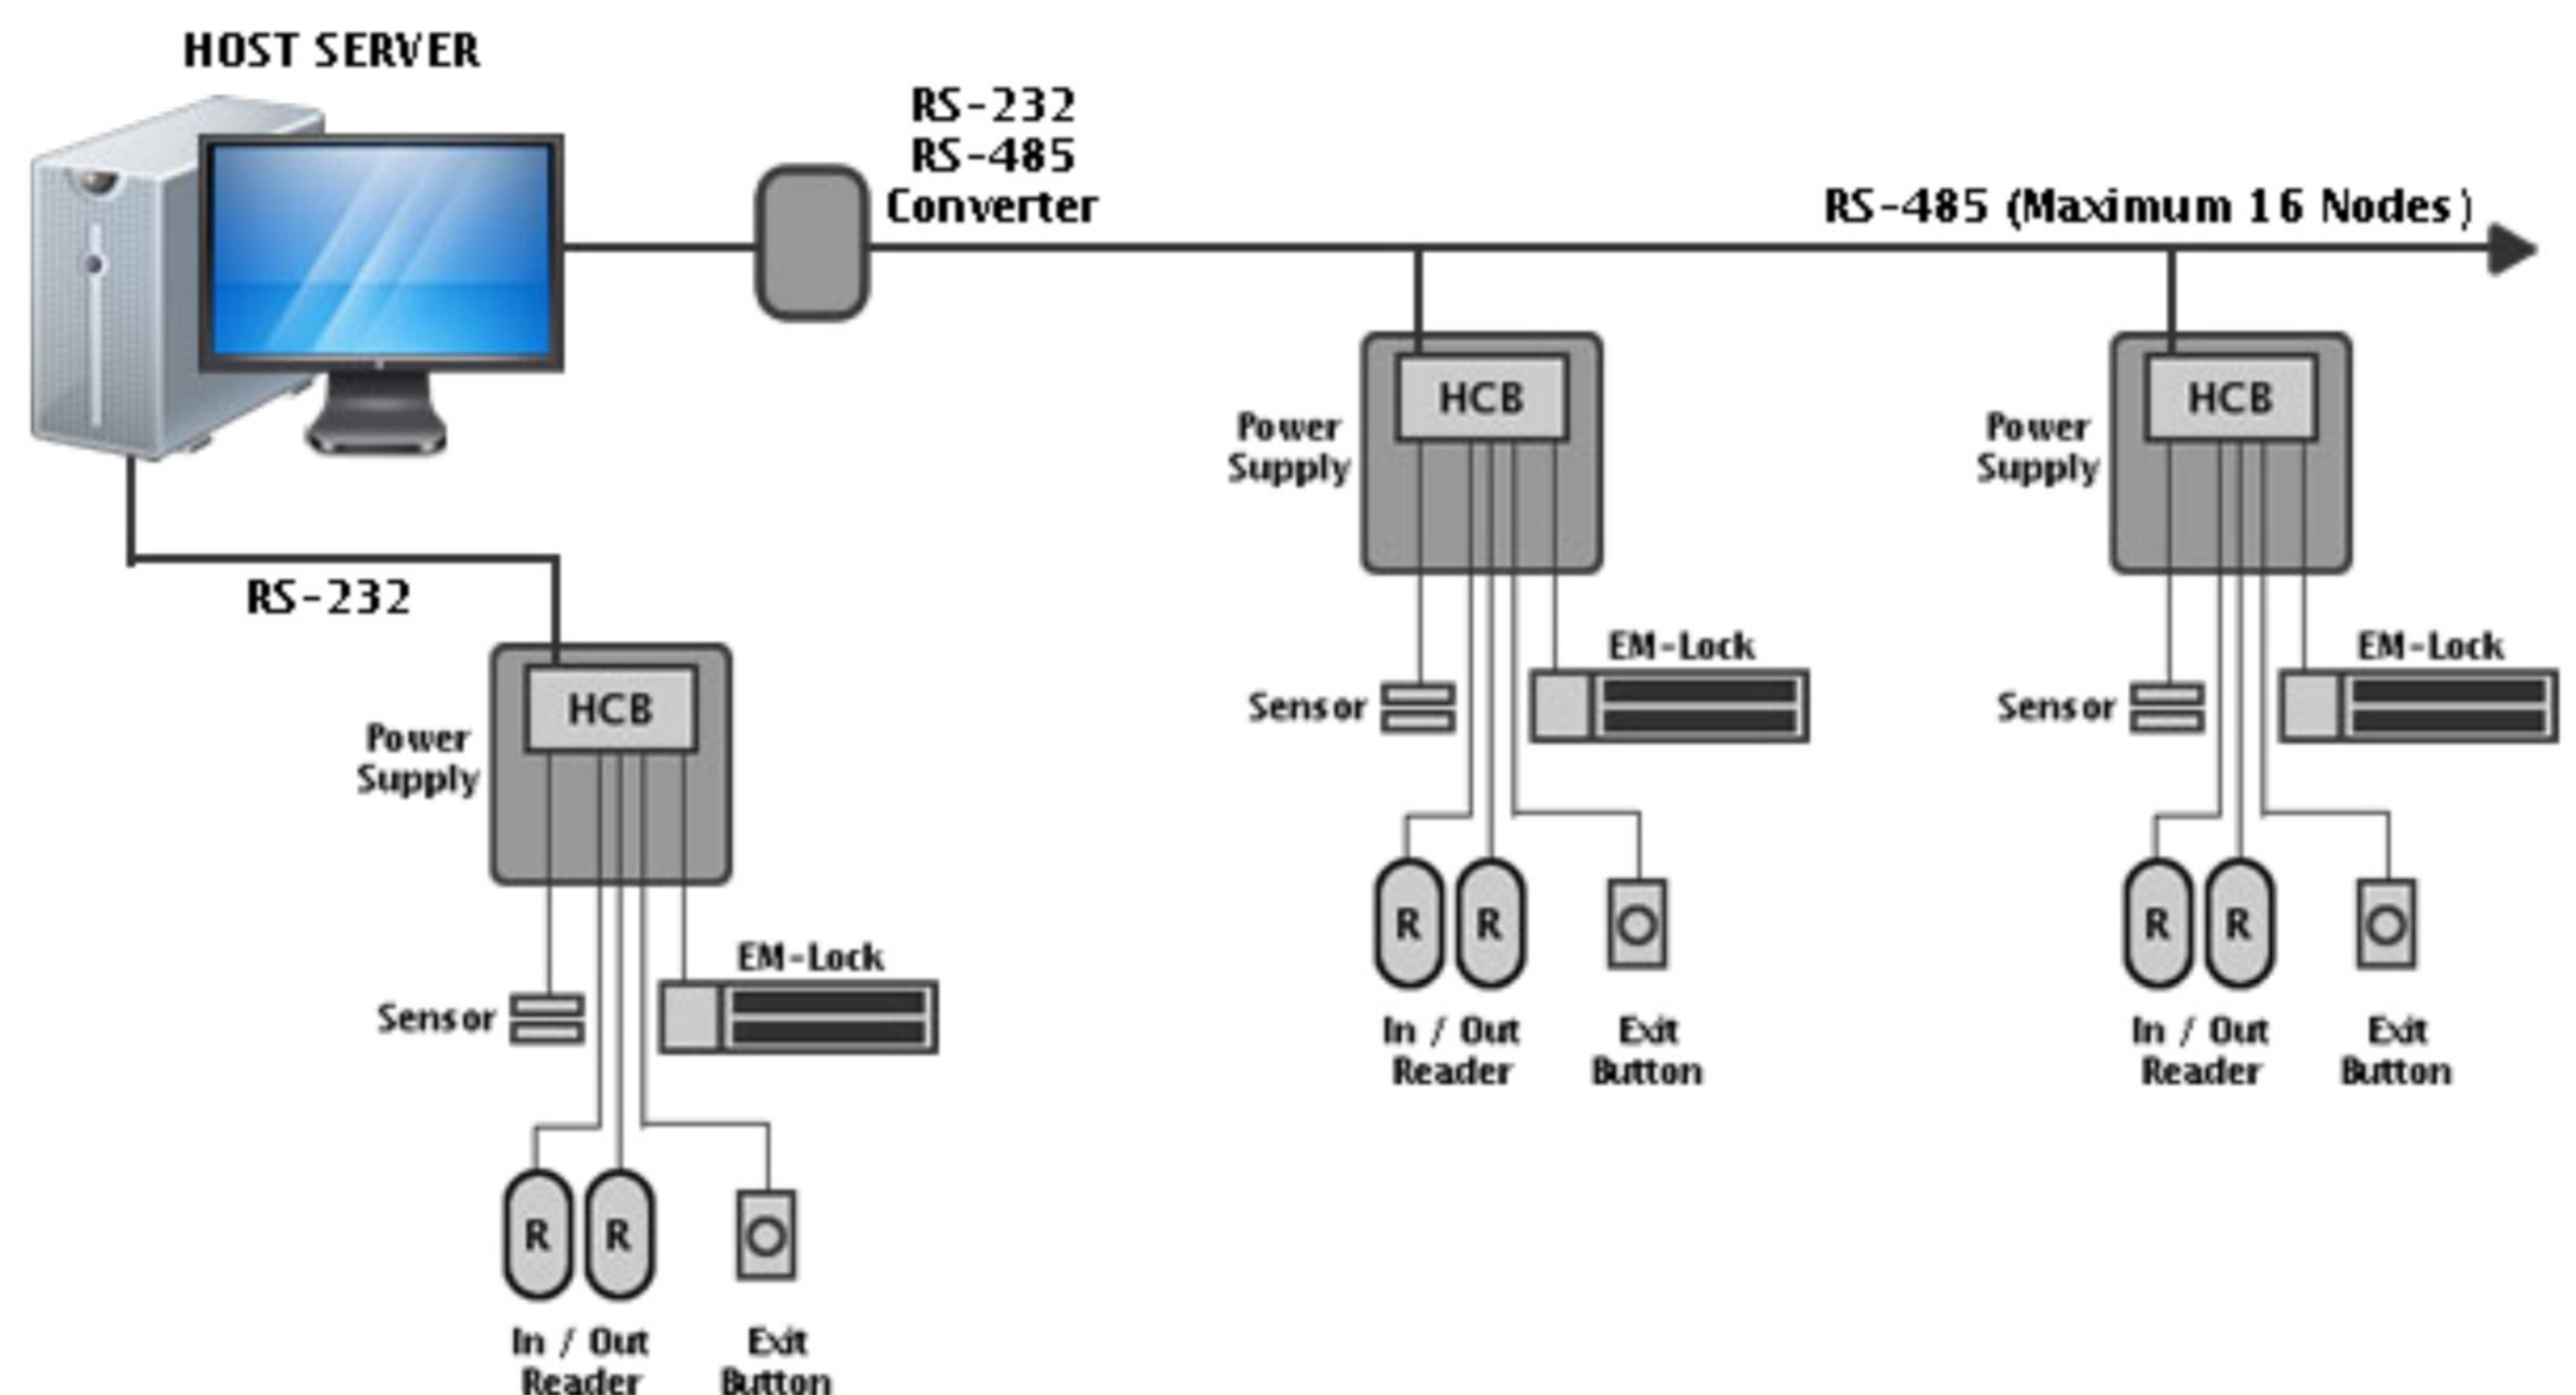 HOST SERVER
RS-232
RS-485
Converter
RS-485 (Maximum 16 Nodes)
HCB
Power
Supply
EM-Lock
Sensor
R R
In / Out
Reader
Exit
Button
HCB
Power
Supply
EM-Lock
Sensor
R R
In / Out
Reader
Exit
Button
RS-232
HCB
Power
Supply
EM-Lock
Sensor
R R
In / Out
Reader
Exit
Button